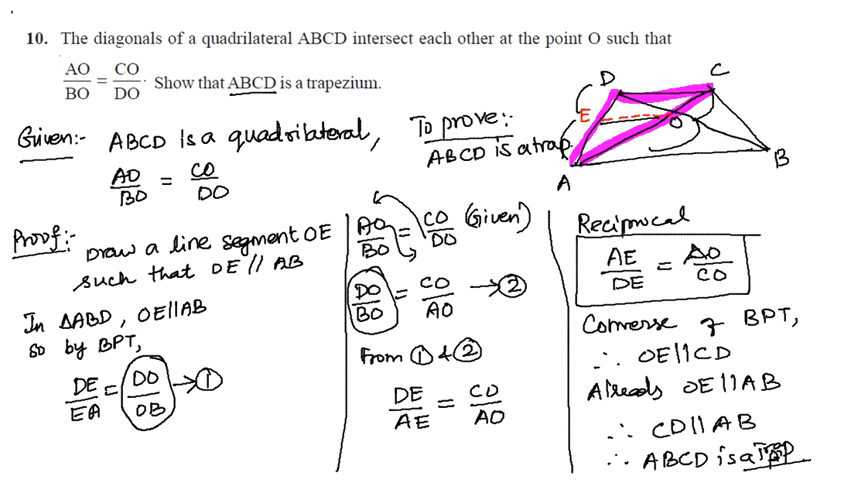 10. The diagonals of a quadrilateral ABCD intersect each other at the point O such that
AO/BO = CO/DO. Show that ABCD is a trapezium.
Given:- ABCD is a quadrilateral,
AO/BO = CO/DO
To prove:-
ABCD is a trap.
D
C
E
O
A
B
Proof:- Draw a line segment OE
such that OE // AB
In ΔABD, OE||AB
so by BPT,
DE/EA = DO/OB → ①
AO/BO = CO/DO (Given)
DO/BO = CO/AO → ②
From ① & ②
DE/AE = CO/AO
Reciprocal
AE/DE = AO/CO
Converse of BPT,
∴ OE||CD
Already OE||AB
∴ CD||AB
∴ ABCD is a Trap.